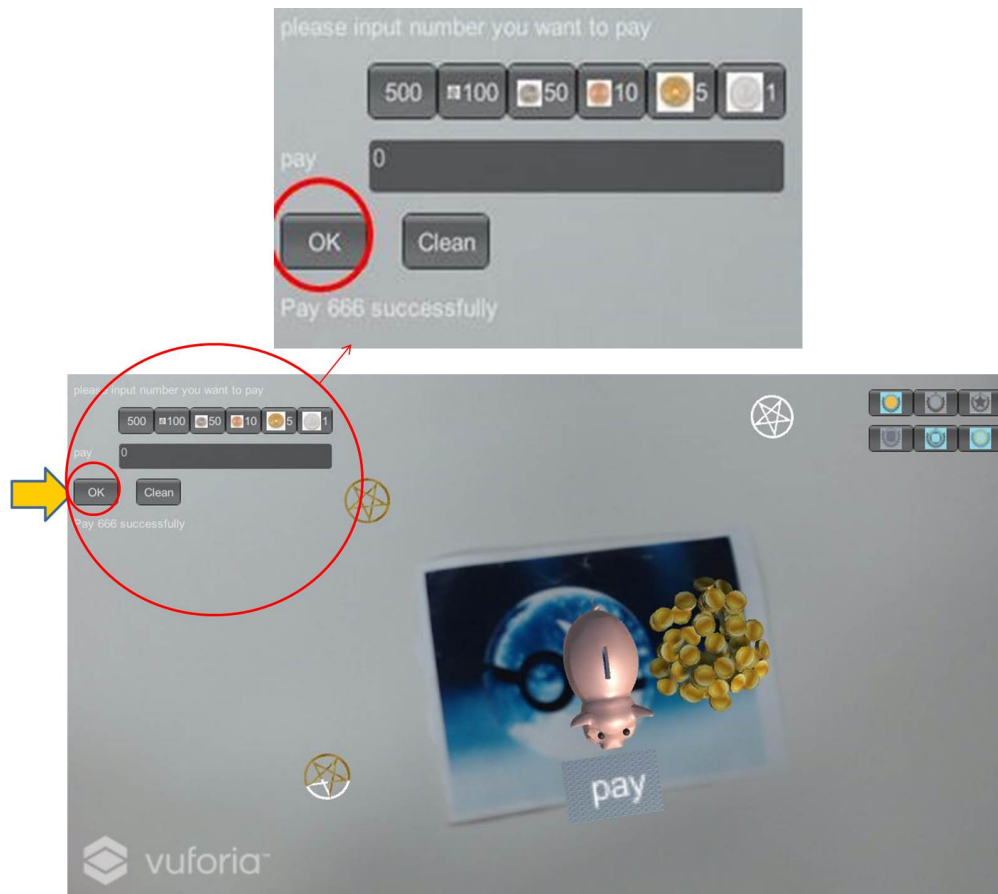 please input number you want to pay
500 100 50 10 5 1
pay 0
OK Clean
Pay 666 successfully
please input number you want to pay
500 100 50 10 5 1
pay 0
OK Clean
Pay 666 successfully
pay
vuforia™